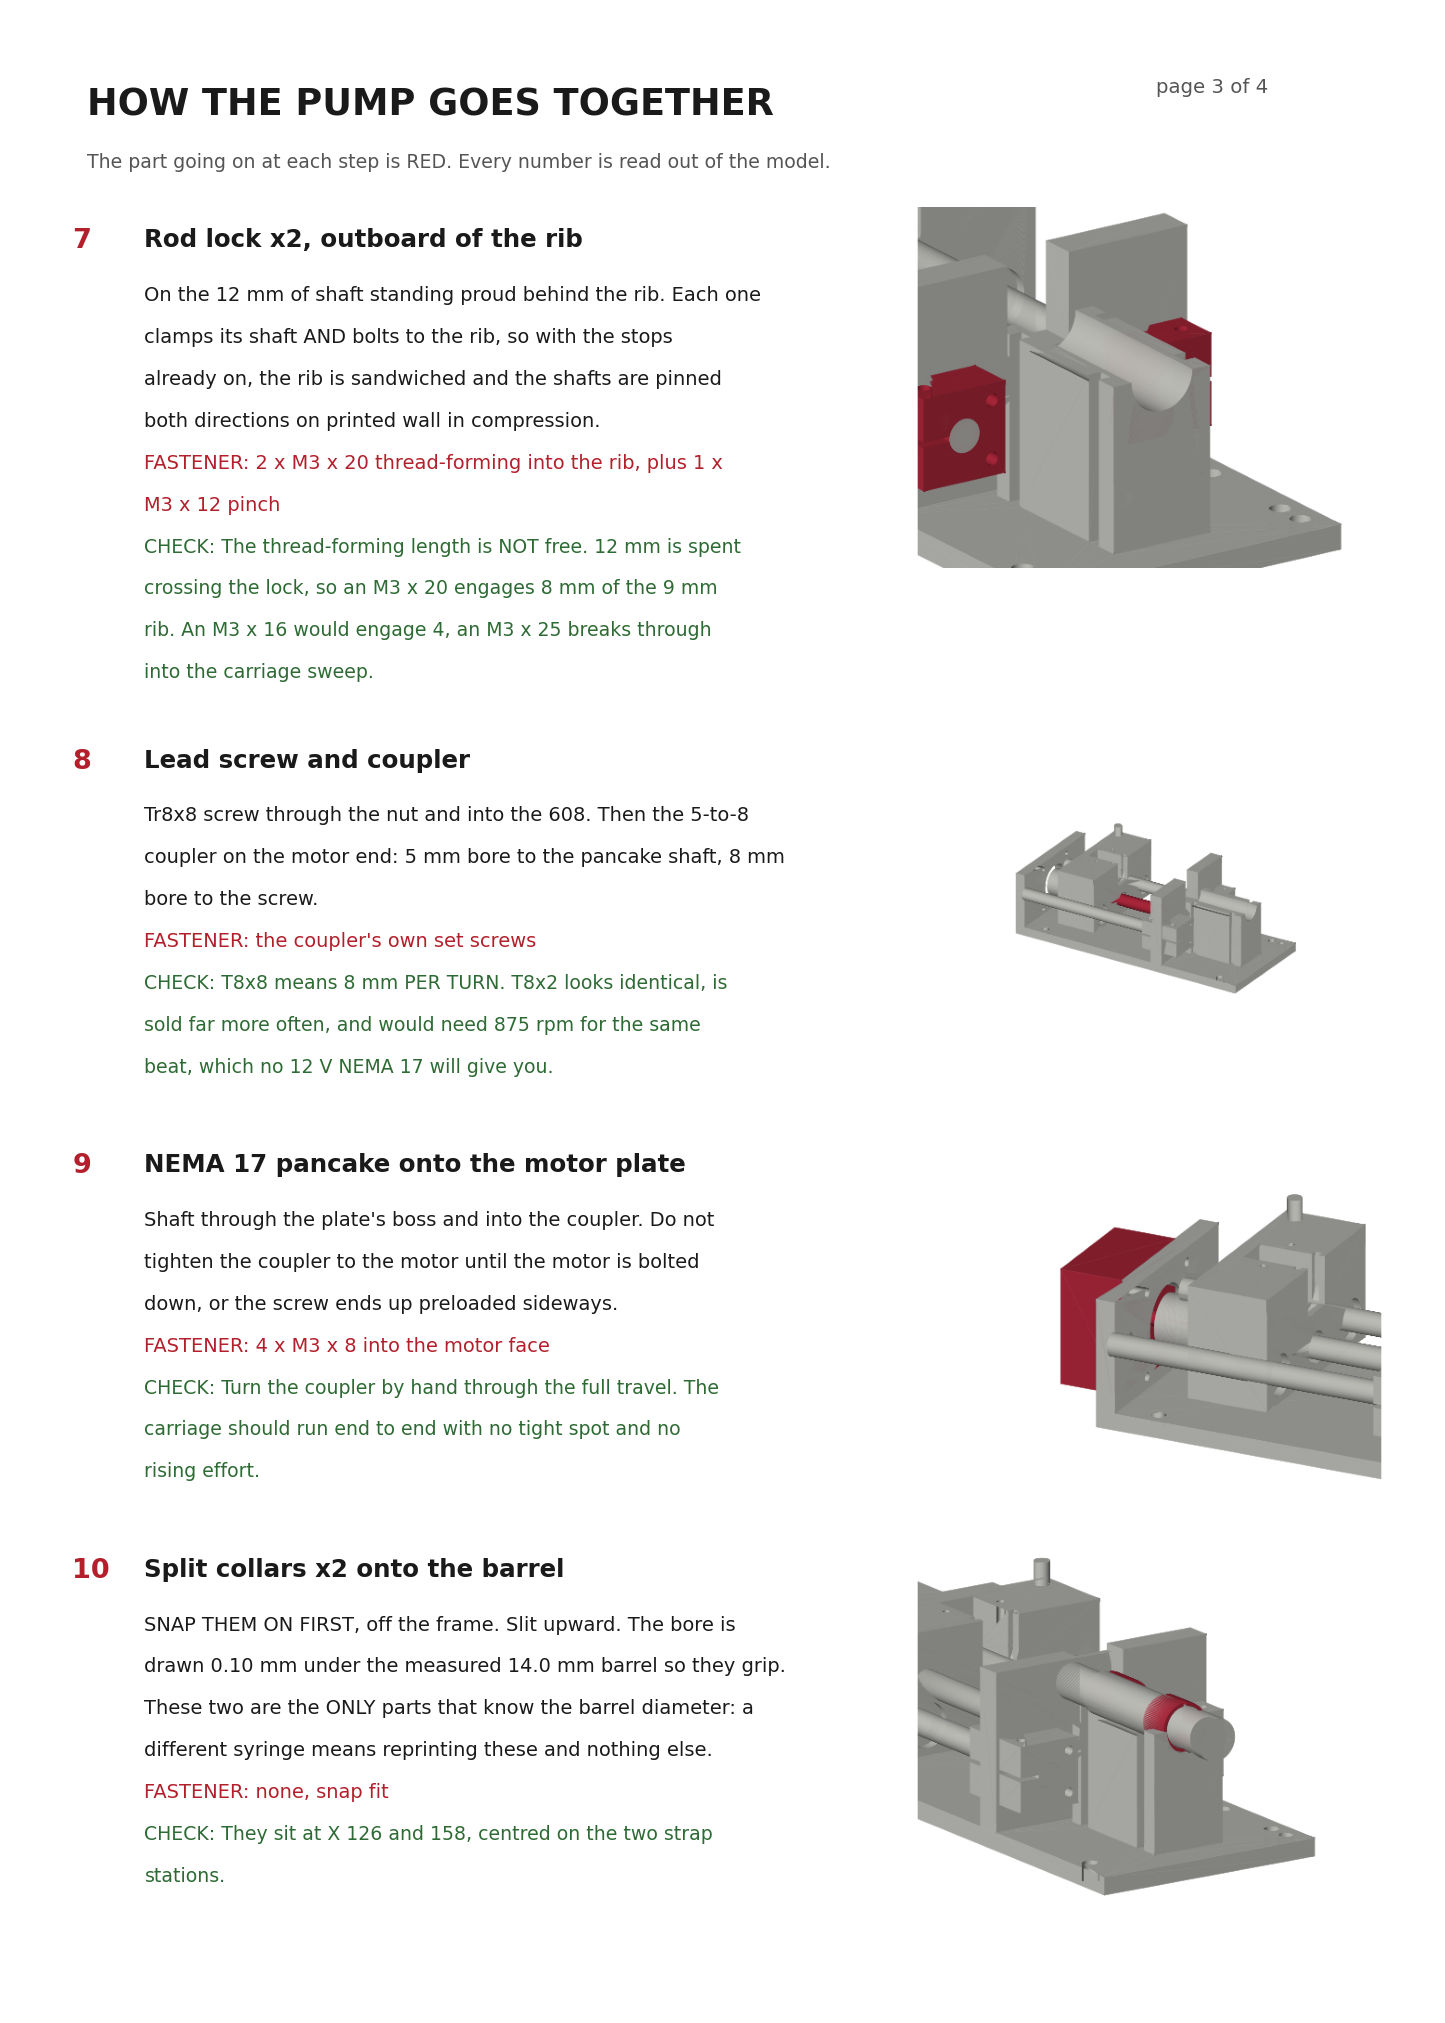 HOW THE PUMP GOES TOGETHER
page 3 of 4
The part going on at each step is RED. Every number is read out of the model.
7 Rod lock x2, outboard of the rib
On the 12 mm of shaft standing proud behind the rib. Each one
clamps its shaft AND bolts to the rib, so with the stops
already on, the rib is sandwiched and the shafts are pinned
both directions on printed wall in compression.
FASTENER: 2 x M3 x 20 thread-forming into the rib, plus 1 x
M3 x 12 pinch
CHECK: The thread-forming length is NOT free. 12 mm is spent
crossing the lock, so an M3 x 20 engages 8 mm of the 9 mm
rib. An M3 x 16 would engage 4, an M3 x 25 breaks through
into the carriage sweep.
8 Lead screw and coupler
Tr8x8 screw through the nut and into the 608. Then the 5-to-8
coupler on the motor end: 5 mm bore to the pancake shaft, 8 mm
bore to the screw.
FASTENER: the coupler's own set screws
CHECK: T8x8 means 8 mm PER TURN. T8x2 looks identical, is
sold far more often, and would need 875 rpm for the same
beat, which no 12 V NEMA 17 will give you.
9 NEMA 17 pancake onto the motor plate
Shaft through the plate's boss and into the coupler. Do not
tighten the coupler to the motor until the motor is bolted
down, or the screw ends up preloaded sideways.
FASTENER: 4 x M3 x 8 into the motor face
CHECK: Turn the coupler by hand through the full travel. The
carriage should run end to end with no tight spot and no
rising effort.
10 Split collars x2 onto the barrel
SNAP THEM ON FIRST, off the frame. Slit upward. The bore is
drawn 0.10 mm under the measured 14.0 mm barrel so they grip.
These two are the ONLY parts that know the barrel diameter: a
different syringe means reprinting these and nothing else.
FASTENER: none, snap fit
CHECK: They sit at X 126 and 158, centred on the two strap
stations.